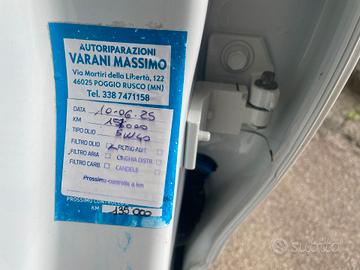 AUTORIPARAZIONI
VARANI MASSIMO
Via Martiri della Libertà, 122
46025 POGGIO RUSCO (MN)
Tel. 338 7471158
DATA 10-06-25
KM
TIPO OLIO 5W40
FILTRO OLIO FILTRO ABIT.
FILTRO ARIA CINGHIA DISTR.
FILTRO CARB. CANDELE
Prossimo controllo a km
KM 135000
subito